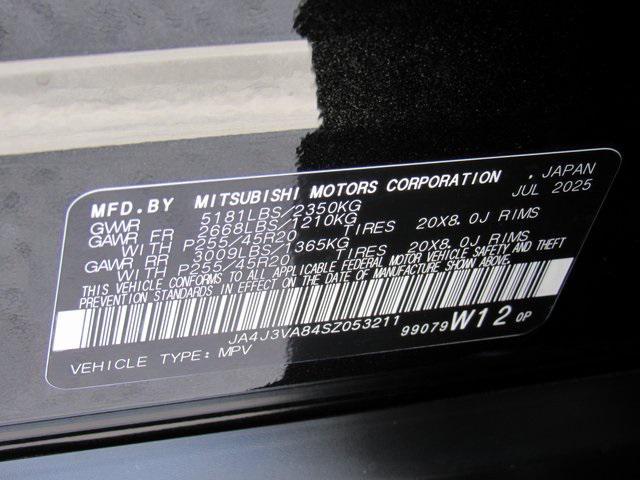 MFD.BY MITSUBISHI MOTORS CORPORATION , JAPAN
GVWR 5181LBS/2350KG JUL 2025
GAWR FR 2668LBS/1210KG
WITH P255/45R20 TIRES 20X8.0J RIMS
GAWR RR 3009LBS/1365KG
WITH P255/45R20 TIRES 20X8.0J RIMS
THIS VEHICLE CONFORMS TO ALL APPLICABLE FEDERAL MOTOR VEHICLE SAFETY AND THEFT
PREVENTION STANDARDS IN EFFECT ON THE DATE OF MANUFACTURE SHOWN ABOVE.
JA4J3VA84SZ053211
99079 W12 0P
VEHICLE TYPE: MPV